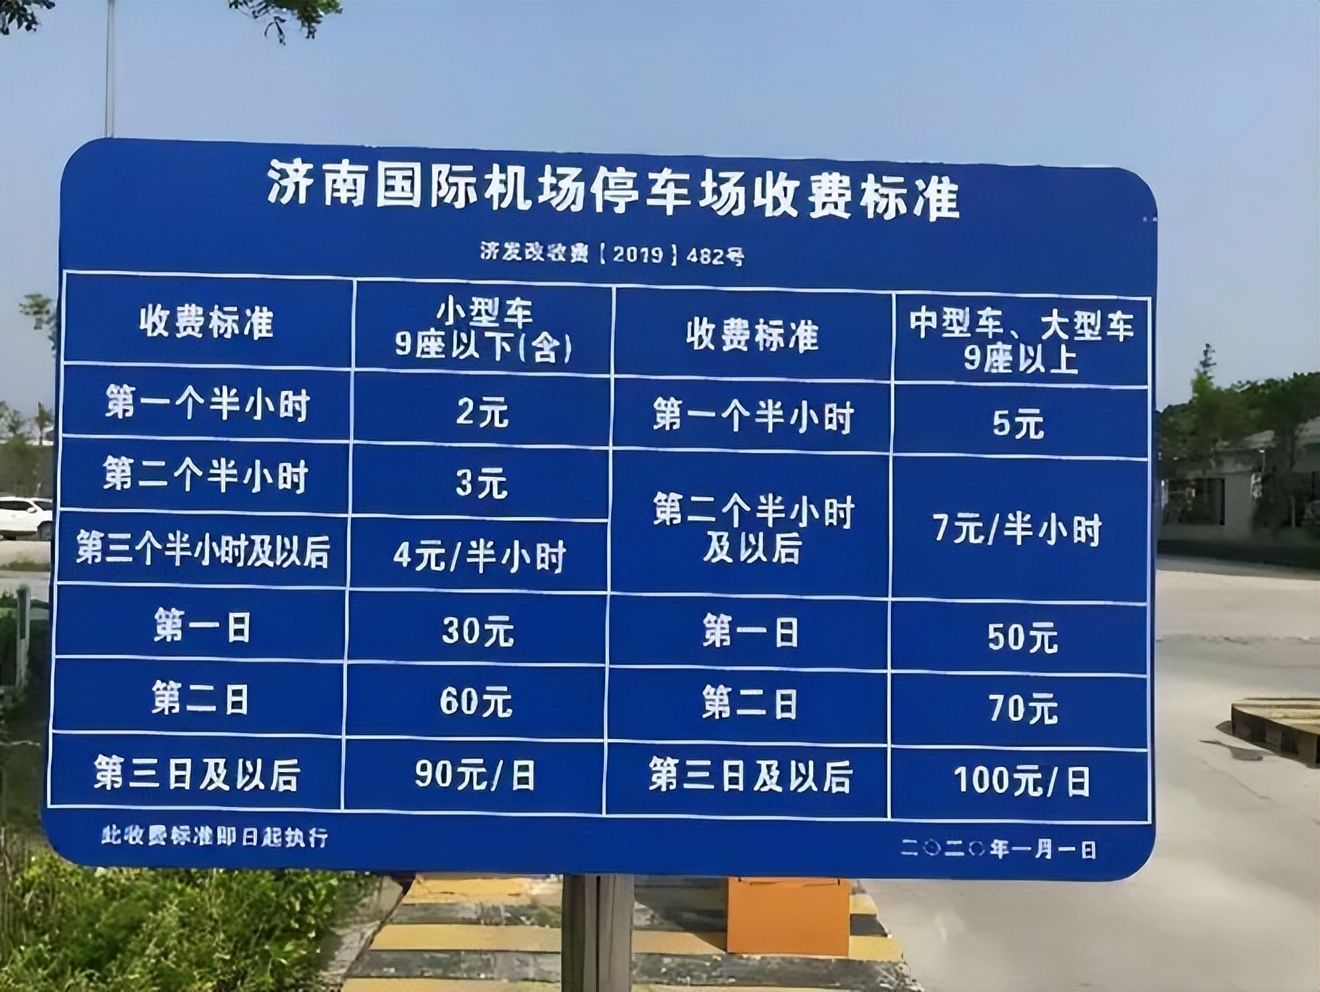 济南国际机场停车场收费标准
济发改收费【2019】482号
收费标准
小型车
9座以下(含)
收费标准
中型车、大型车
9座以上
第一个半小时
2元
第一个半小时
5元
第二个半小时
3元
第二个半小时
及以后
7元/半小时
第三个半小时及以后
4元/半小时
第一日
30元
第一日
50元
第二日
60元
第二日
70元
第三日及以后
90元/日
第三日及以后
100元/日
此收费标准即日起执行
二〇二〇年一月一日